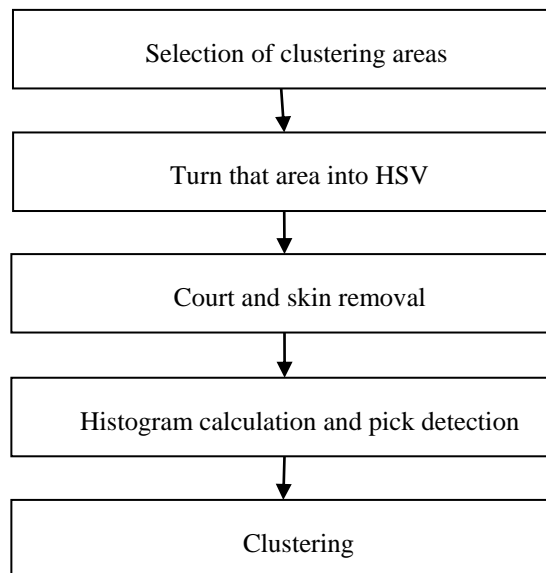 Selection of clustering areas
Turn that area into HSV
Court and skin removal
Histogram calculation and pick detection
Clustering